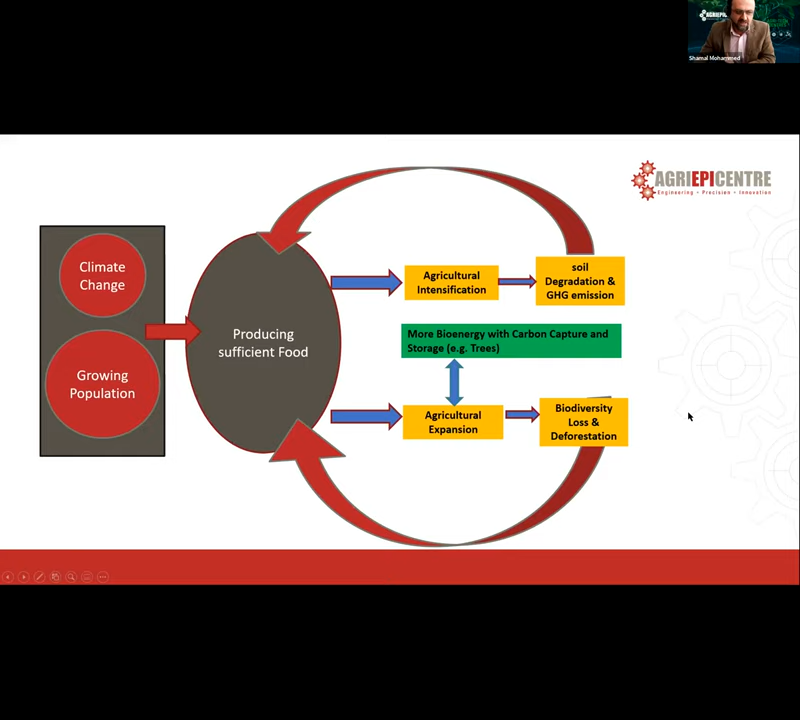 AGRIEPI
Shamal Mohammed
AGRIEPICENTRE
Engineering • Precision • Innovation
Climate
Change
Growing
Population
Producing
sufficient Food
Agricultural
Intensification
soil
Degradation &
GHG emission
More Bioenergy with Carbon Capture and
Storage (e.g. Trees)
Agricultural
Expansion
Biodiversity
Loss &
Deforestation